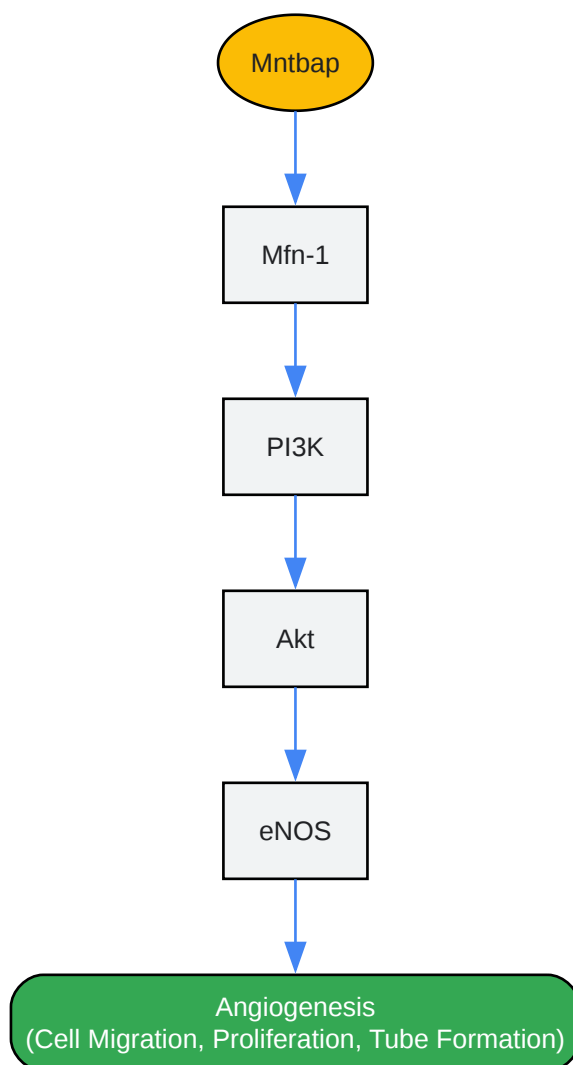 Mntbap
Mfn-1
PI3K
Akt
eNOS
Angiogenesis
(Cell Migration, Proliferation, Tube Formation)